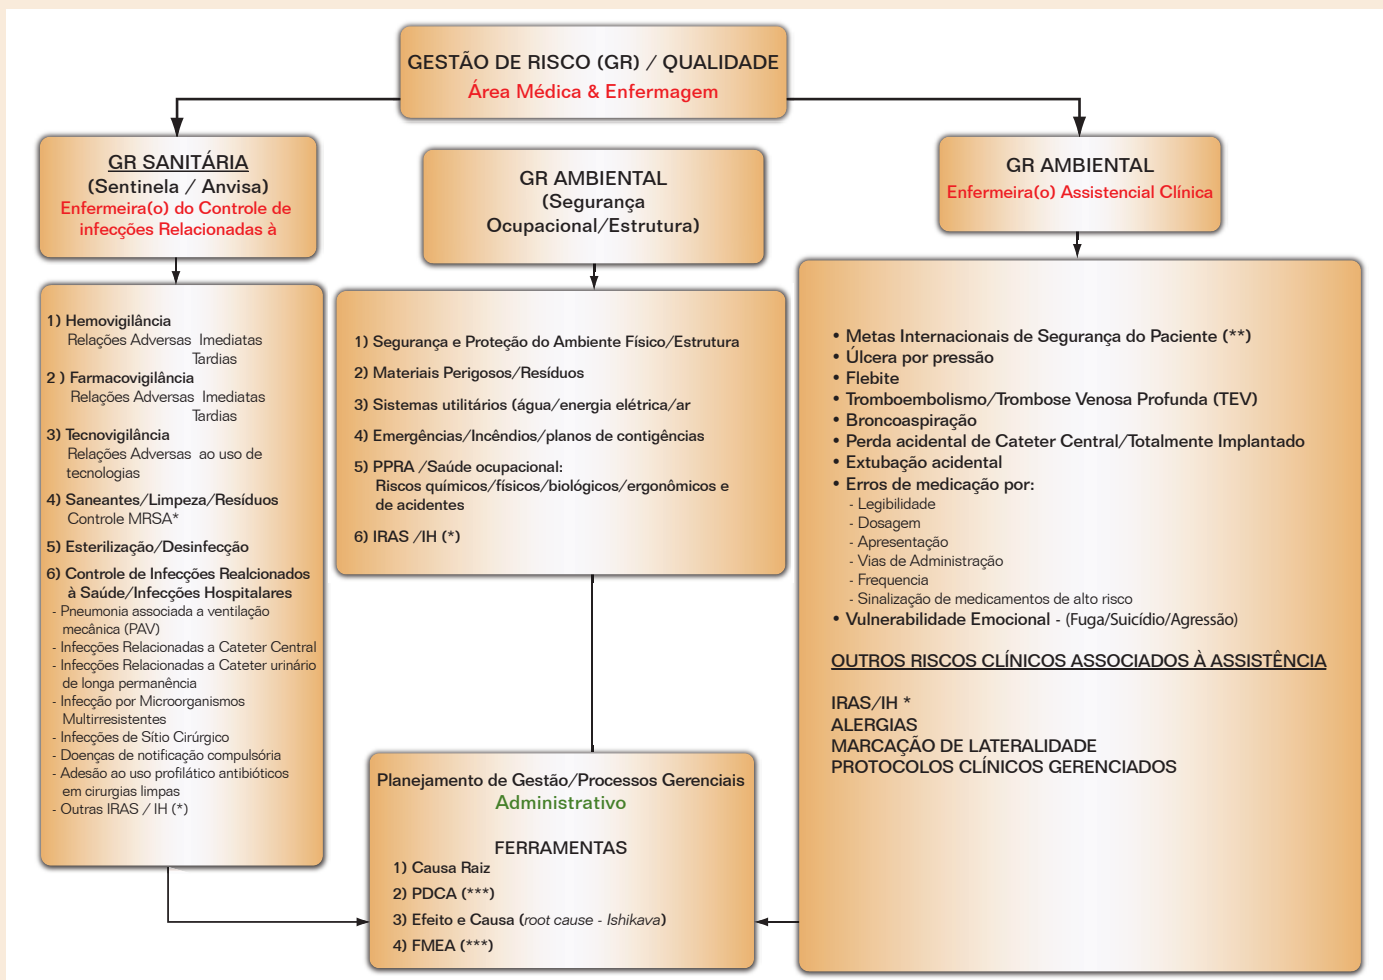 GESTÃO DE RISCO (GR) / QUALIDADE
Área Médica & Enfermagem
GR SANITÁRIA
(Sentinela / Anvisa)
Enfermeira(o) do Controle de
infecções Relacionadas à
GR AMBIENTAL
(Segurança
Ocupacional/Estrutura)
GR AMBIENTAL
Enfermeira(o) Assistencial Clínica
1) Hemovigilância
Relações Adversas Imediatas
Tardias
2 ) Farmacovigilância
Relações Adversas Imediatas
Tardias
3) Tecnovigilância
Relações Adversas ao uso de
tecnologias
4) Saneantes/Limpeza/Resíduos
Controle MRSA*
5) Esterilização/Desinfecção
6) Controle de Infecções Realcionados
à Saúde/Infecções Hospitalares
- Pneumonia associada a ventilação
mecânica (PAV)
- Infecções Relacionadas a Cateter Central
- Infecções Relacionadas a Cateter urinário
de longa permanência
- Infecção por Microorganismos
Multirresistentes
- Infecções de Sítio Cirúrgico
- Doenças de notificação compulsória
- Adesão ao uso profilático antibióticos
em cirurgias limpas
- Outras IRAS / IH (*)
1) Segurança e Proteção do Ambiente Físico/Estrutura
2) Materiais Perigosos/Resíduos
3) Sistemas utilitários (água/energia elétrica/ar
4) Emergências/Incêndios/planos de contigências
5) PPRA /Saúde ocupacional:
Riscos químicos/físicos/biológicos/ergonômicos e
de acidentes
6) IRAS /IH (*)
• Metas Internacionais de Segurança do Paciente (**)
• Úlcera por pressão
• Flebite
• Tromboembolismo/Trombose Venosa Profunda (TEV)
• Broncoaspiração
• Perda acidental de Cateter Central/Totalmente Implantado
• Extubação acidental
• Erros de medicação por:
- Legibilidade
- Dosagem
- Apresentação
- Vias de Administração
- Frequencia
- Sinalização de medicamentos de alto risco
• Vulnerabilidade Emocional - (Fuga/Suicídio/Agressão)
OUTROS RISCOS CLÍNICOS ASSOCIADOS À ASSISTÊNCIA
IRAS/IH *
ALERGIAS
MARCAÇÃO DE LATERALIDADE
PROTOCOLOS CLÍNICOS GERENCIADOS
Planejamento de Gestão/Processos Gerenciais
Administrativo
FERRAMENTAS
1) Causa Raiz
2) PDCA (***)
3) Efeito e Causa (root cause - Ishikava)
4) FMEA (***)